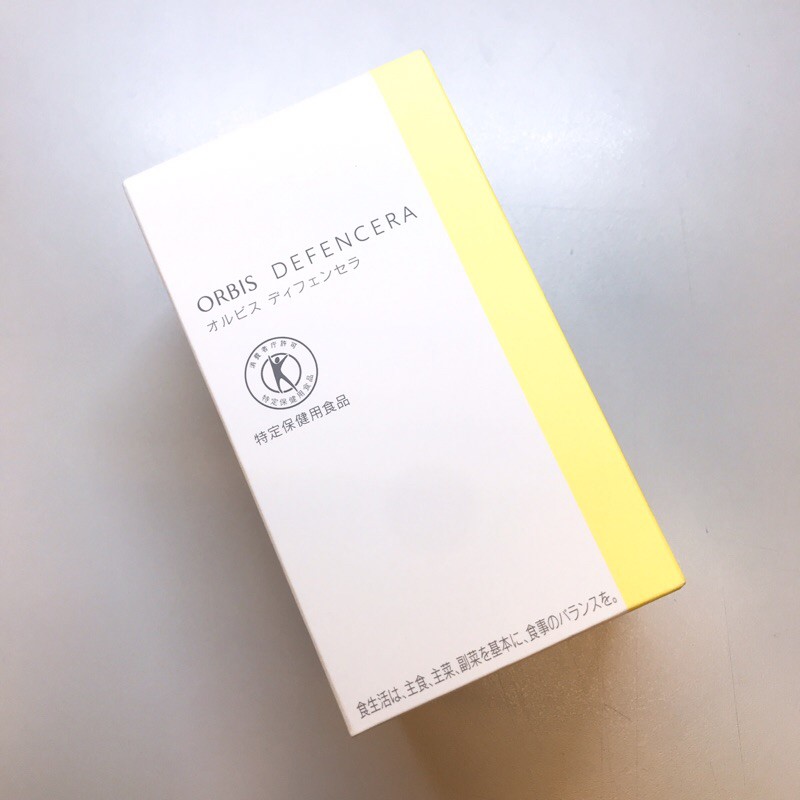 ORBIS DEFENCERA
オルビス ディフェンセラ
消費者庁許可
特定保健用食品
特定保健用食品
食生活は、主食、主菜、副菜を基本に、食事のバランスを。